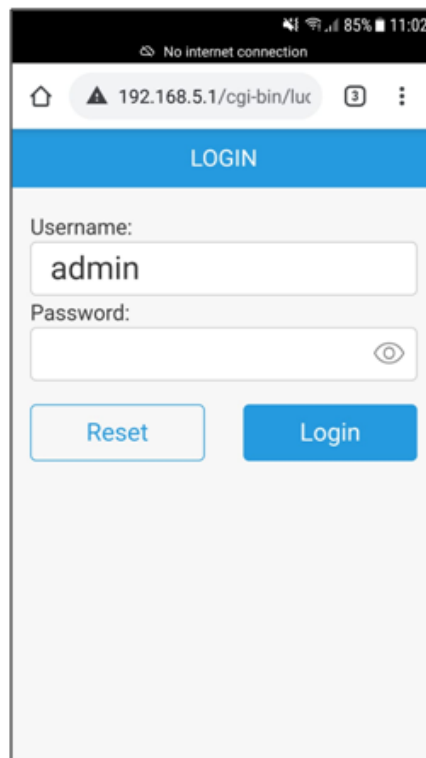 85% 11:02
No internet connection
192.168.5.1/cgi-bin/luc 3
LOGIN
Username:
admin
Password:
Reset Login